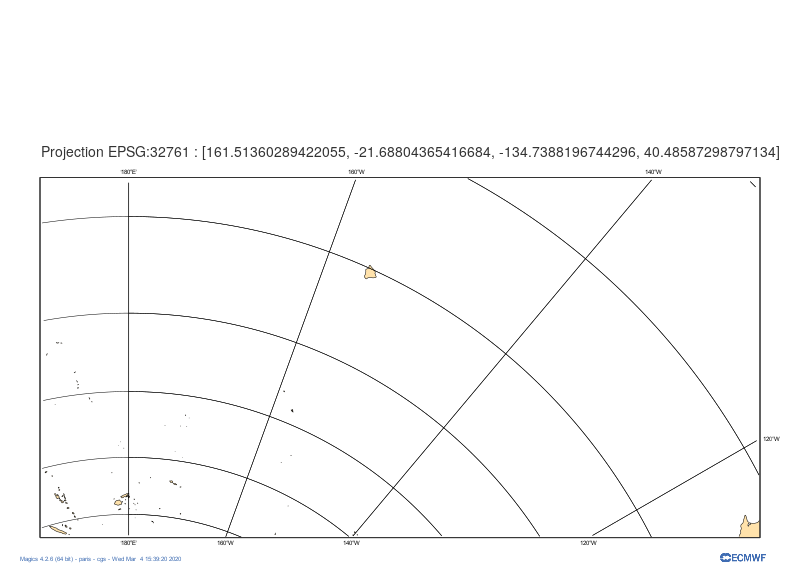 Projection EPSG:32761 : [161.51360289422055, -21.68804365416684, -134.7388196744296, 40.48587298797134]
180°E' 160°W 140°W
120°W
180°E' 160°W 140°W 120°W
Magics 4.2.6 (64 bit) - paris - cgs - Wed Mar 4 15:39:20 2020
ECMWF